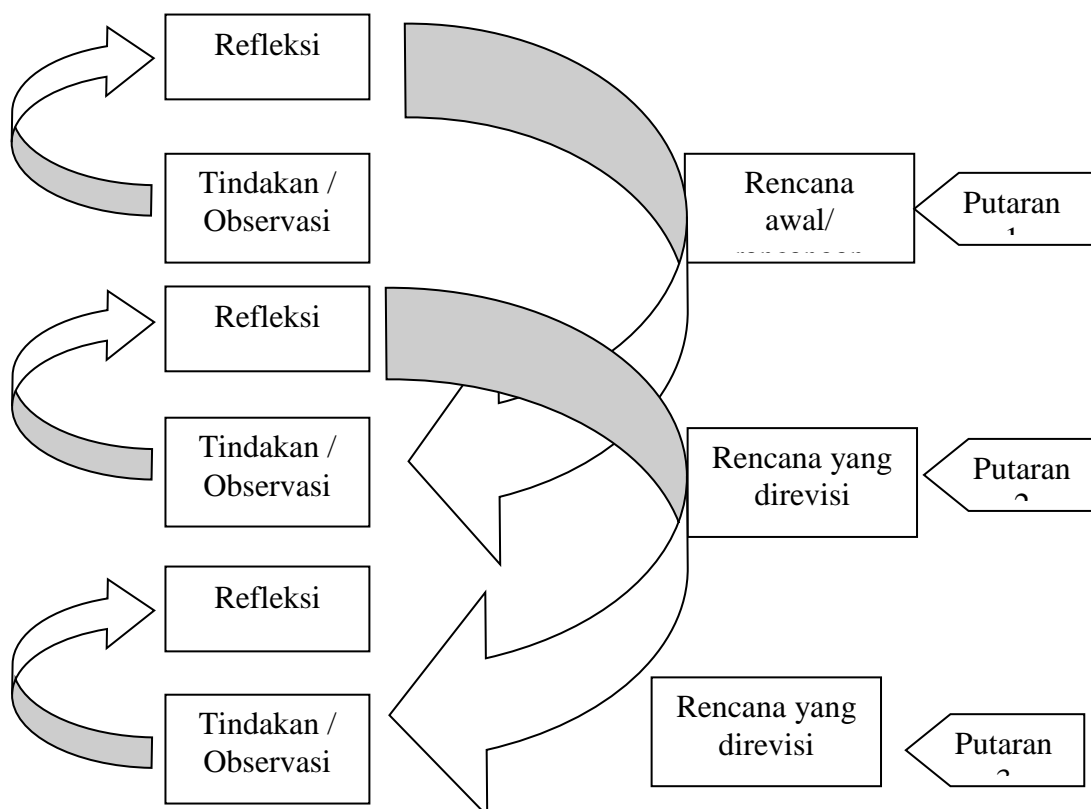 Refleksi
Tindakan /
Observasi
Rencana
awal/
Putaran
Refleksi
Tindakan /
Observasi
Rencana yang
direvisi
Putaran
Refleksi
Tindakan /
Observasi
Rencana yang
direvisi
Putaran